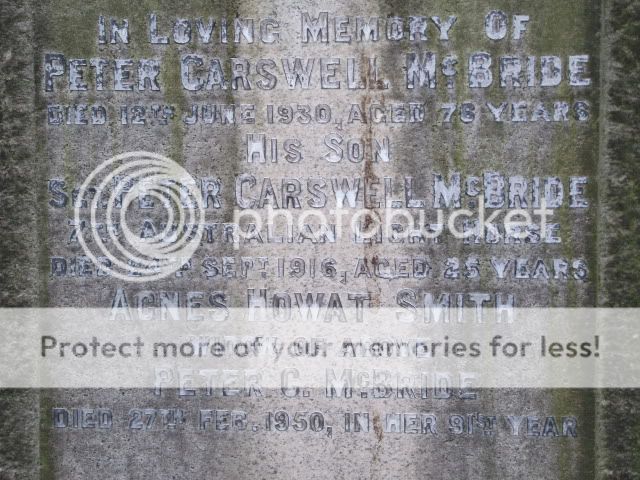 IN LOVING MEMORY OF
PETER CARSWELL McBRIDE
DIED 12TH JUNE 1930, AGED YEARS
HIS SON
PETER CARSWELL McBRIDE
photobucket
AUSTRALIAN LIGHT HORSE
DIED SEPT. 1916, AGED 25 YEARS
AGNES HOWAT SMITH
Protect more of your memories for less!
PETER C. McBRIDE
DIED 27TH FEB. 1950, IN HER 91ST YEAR